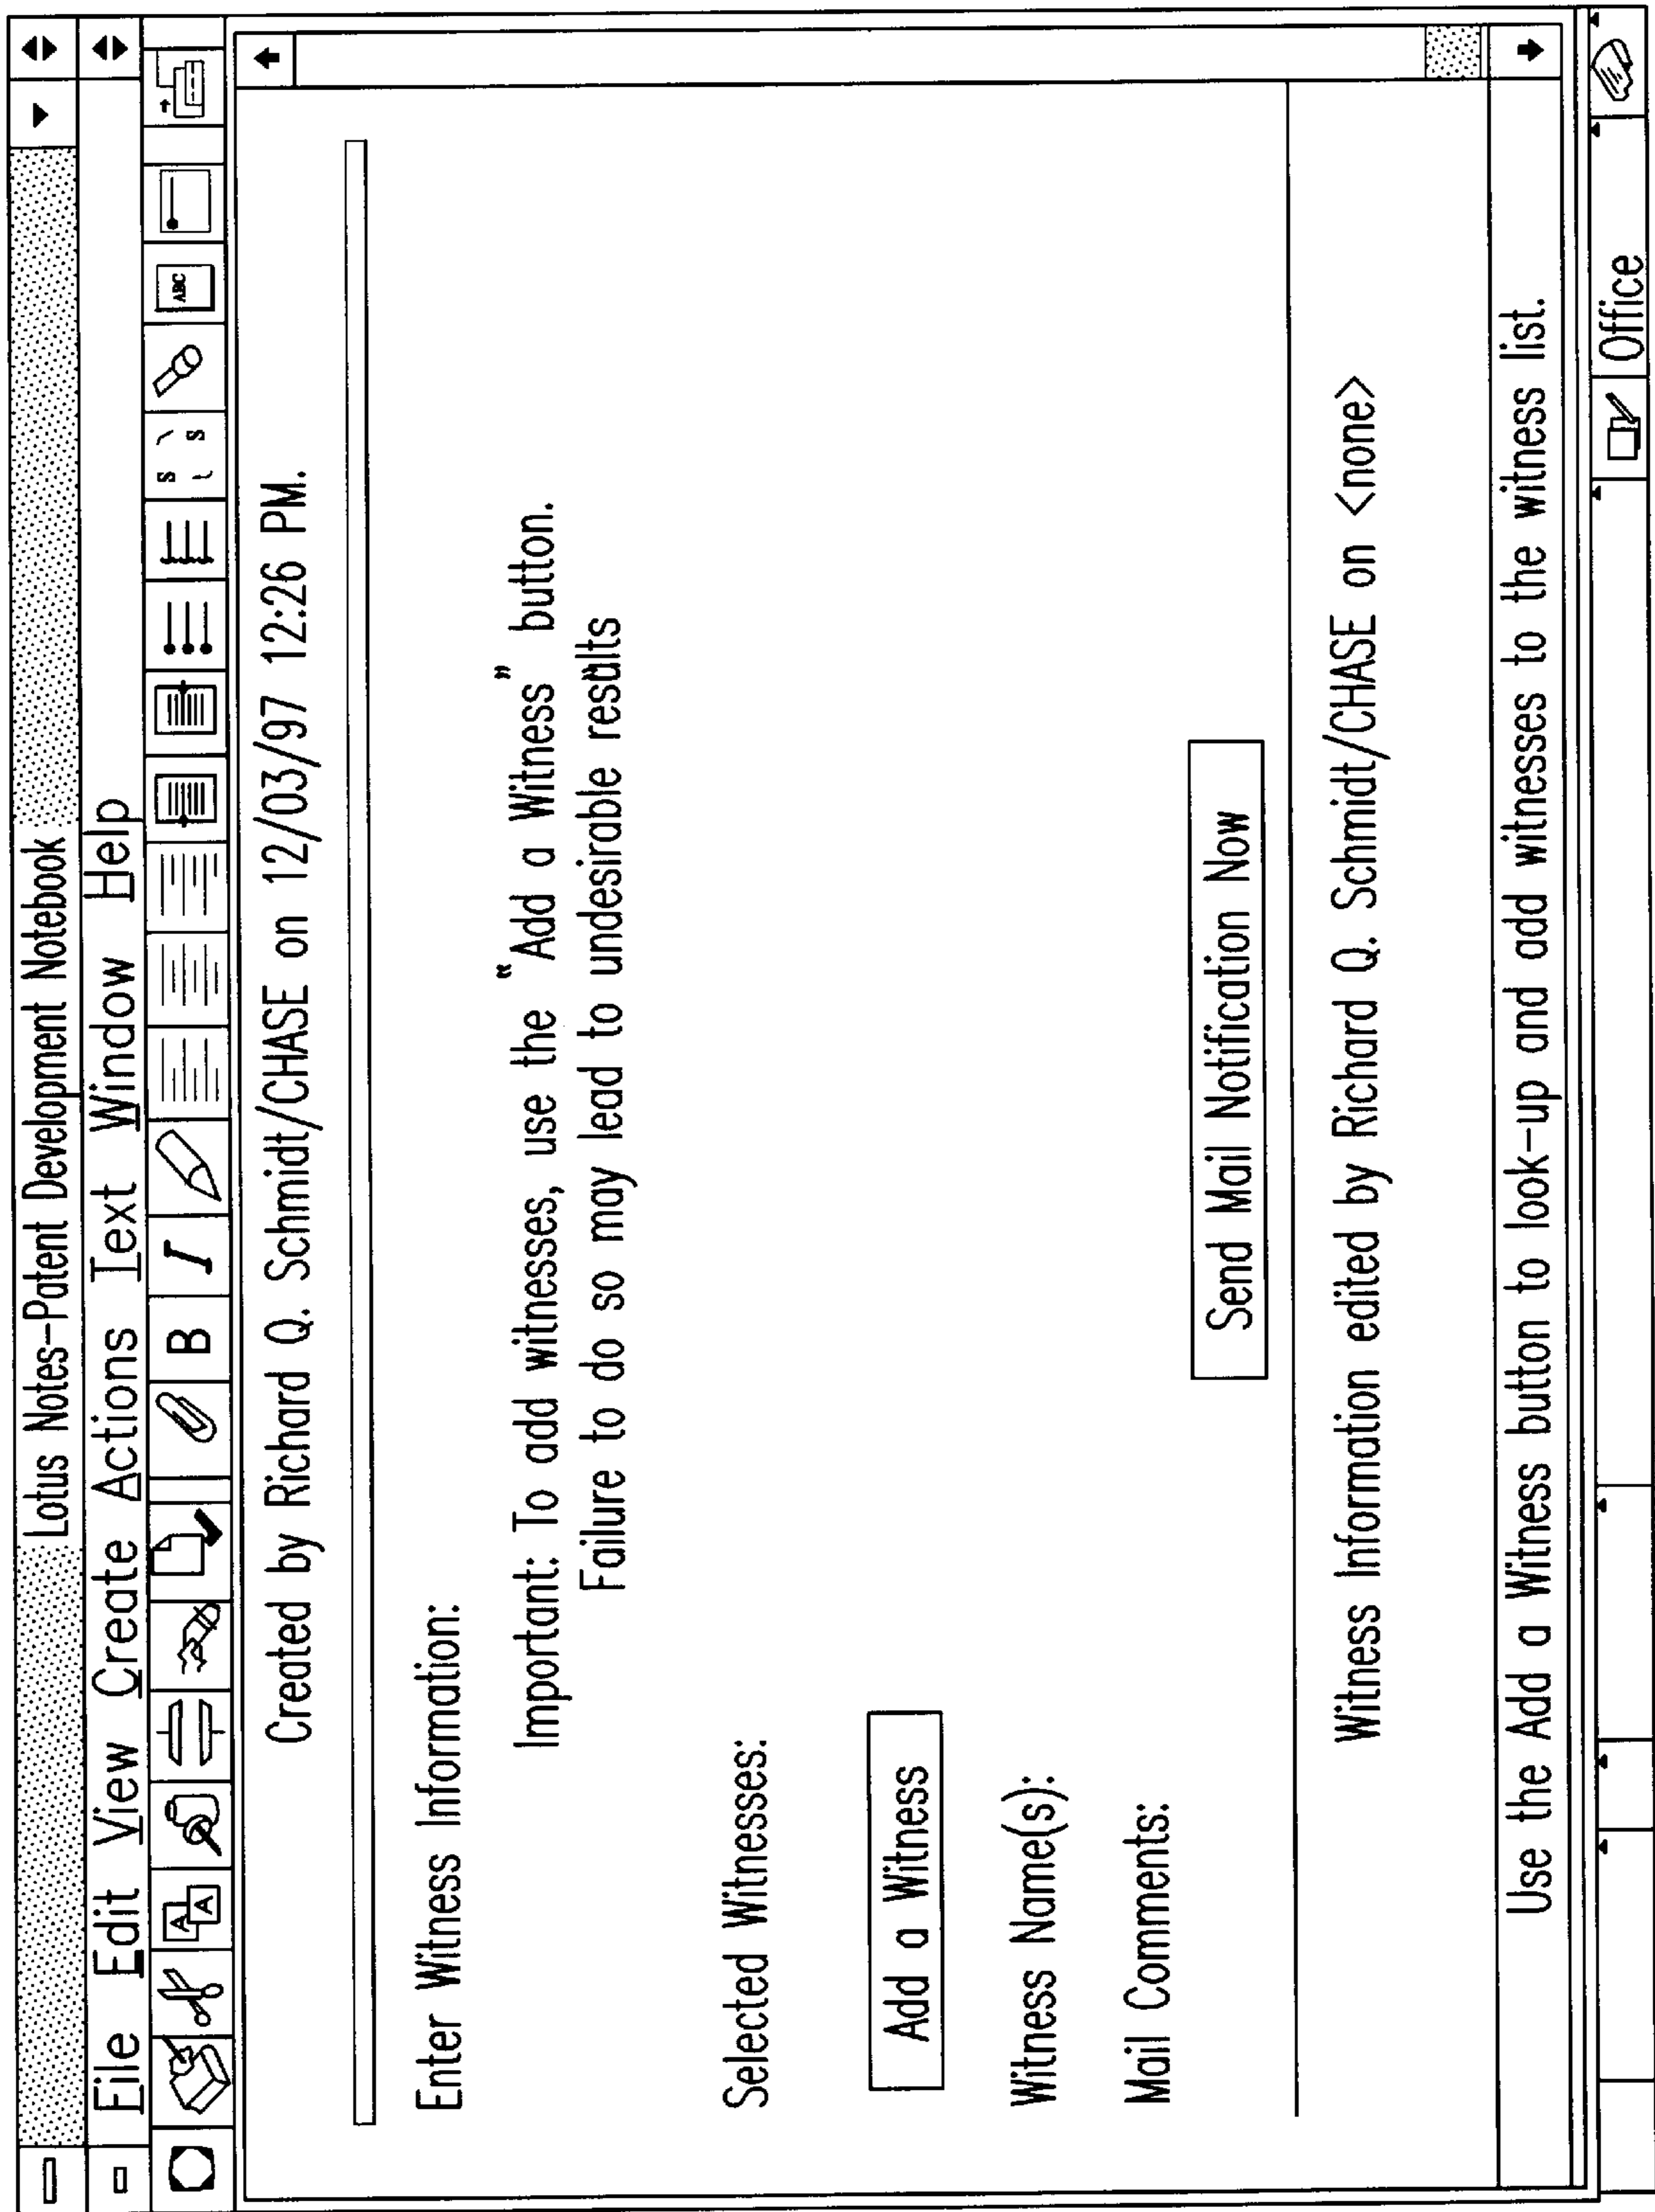 Lotus Notes-Patent Development Notebook
File Edit View Create Actions Text Window Help
A A B I S S ABC
Created by Richard Q. Schmidt/CHASE on 12/03/97 12:26 PM.
Enter Witness Information:
Important: To add witnesses, use the "Add a Witness" button.
Failure to do so may lead to undesirable results
Selected Witnesses:
Add a Witness
Witness Name(s):
Mail Comments:
Send Mail Notification Now
Witness Information edited by Richard Q. Schmidt/CHASE on <none>
Use the Add a Witness button to look-up and add witnesses to the witness list.
Office